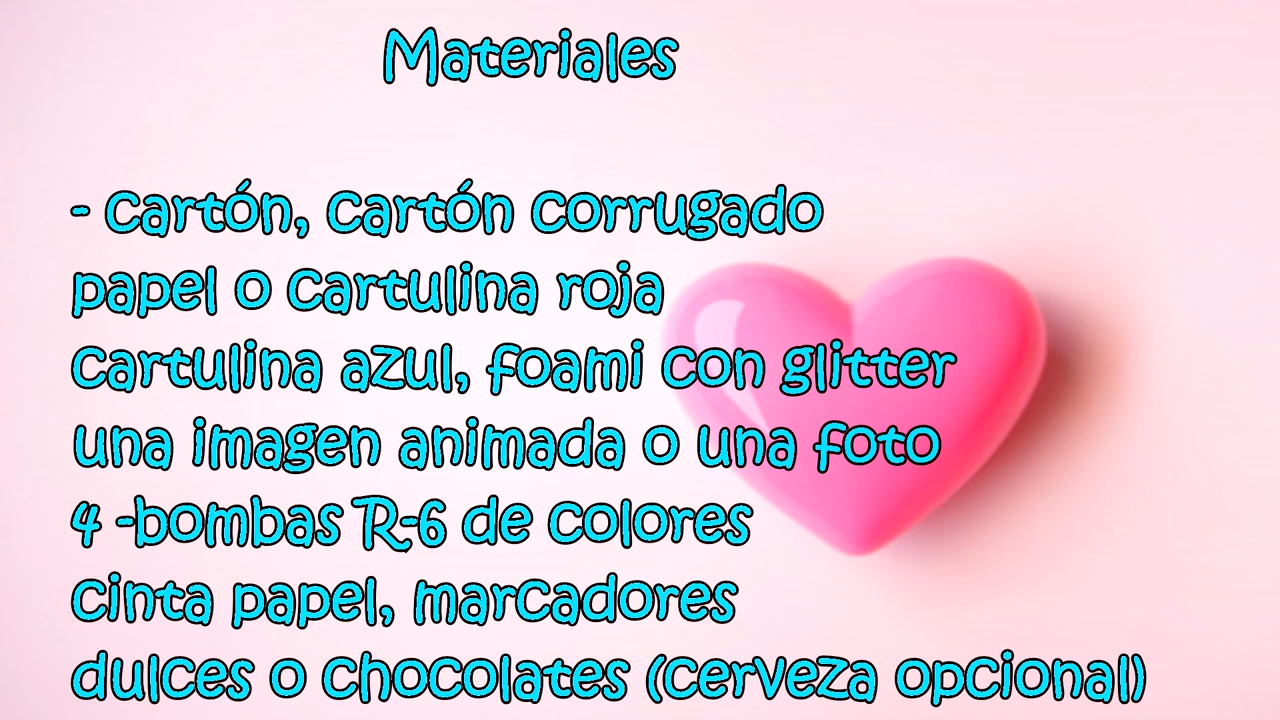 Materiales
- cartón, cartón corrugado
papel o cartulina roja
cartulina azul, foami con glitter
una imagen animada o una foto
4 -bombas R-6 de colores
cinta papel, marcadores
dulces o chocolates (cerveza opcional)